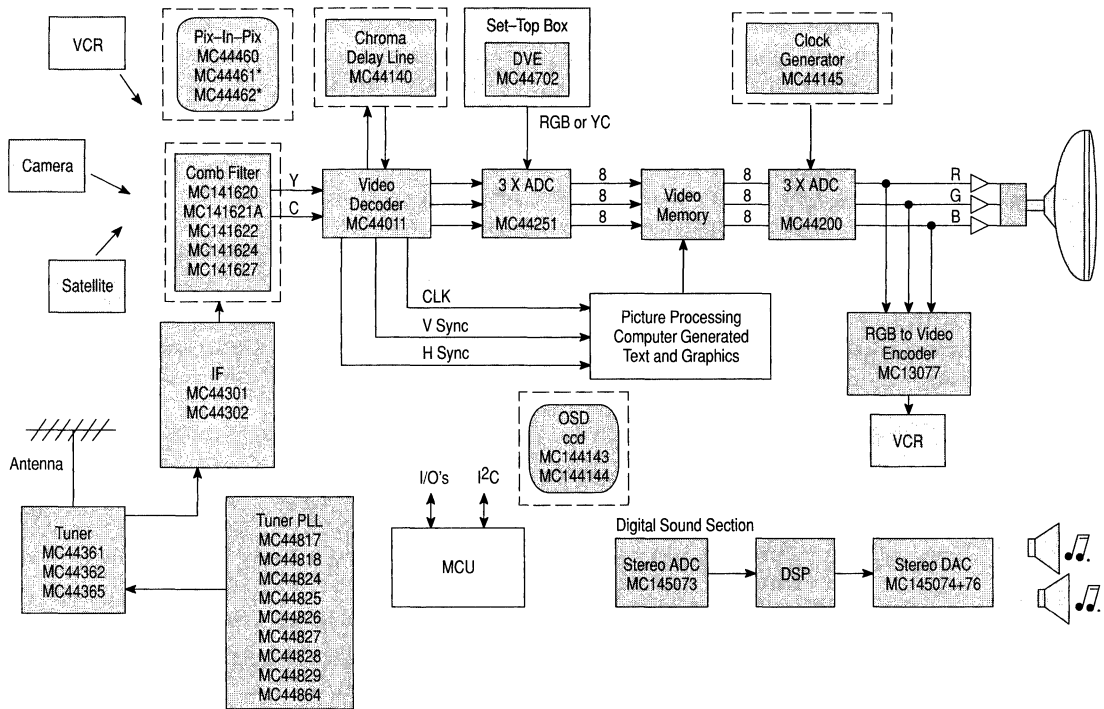 VCR
Pix–In–Pix
MC44460
MC44461*
MC44462*
Chroma
Delay Line
MC44140
Set–Top Box
DVE
MC44702
RGB or YC
Clock
Generator
MC44145
Camera
Satellite
Comb Filter
MC141620
MC141621A
MC141622
MC141624
MC141627
Y
C
Video
Decoder
MC44011
3 X ADC
MC44251
8
8
8
Video
Memory
8
8
8
3 X ADC
MC44200
R
G
B
CLK
V Sync
H Sync
Picture Processing
Computer Generated
Text and Graphics
RGB to Video
Encoder
MC13077
VCR
IF
MC44301
MC44302
Antenna
Tuner
MC44361
MC44362
MC44365
Tuner PLL
MC44817
MC44818
MC44824
MC44825
MC44826
MC44827
MC44828
MC44829
MC44864
I/O's
I2C
MCU
OSD
ccd
MC144143
MC144144
Digital Sound Section
Stereo ADC
MC145073
DSP
Stereo DAC
MC145074+76